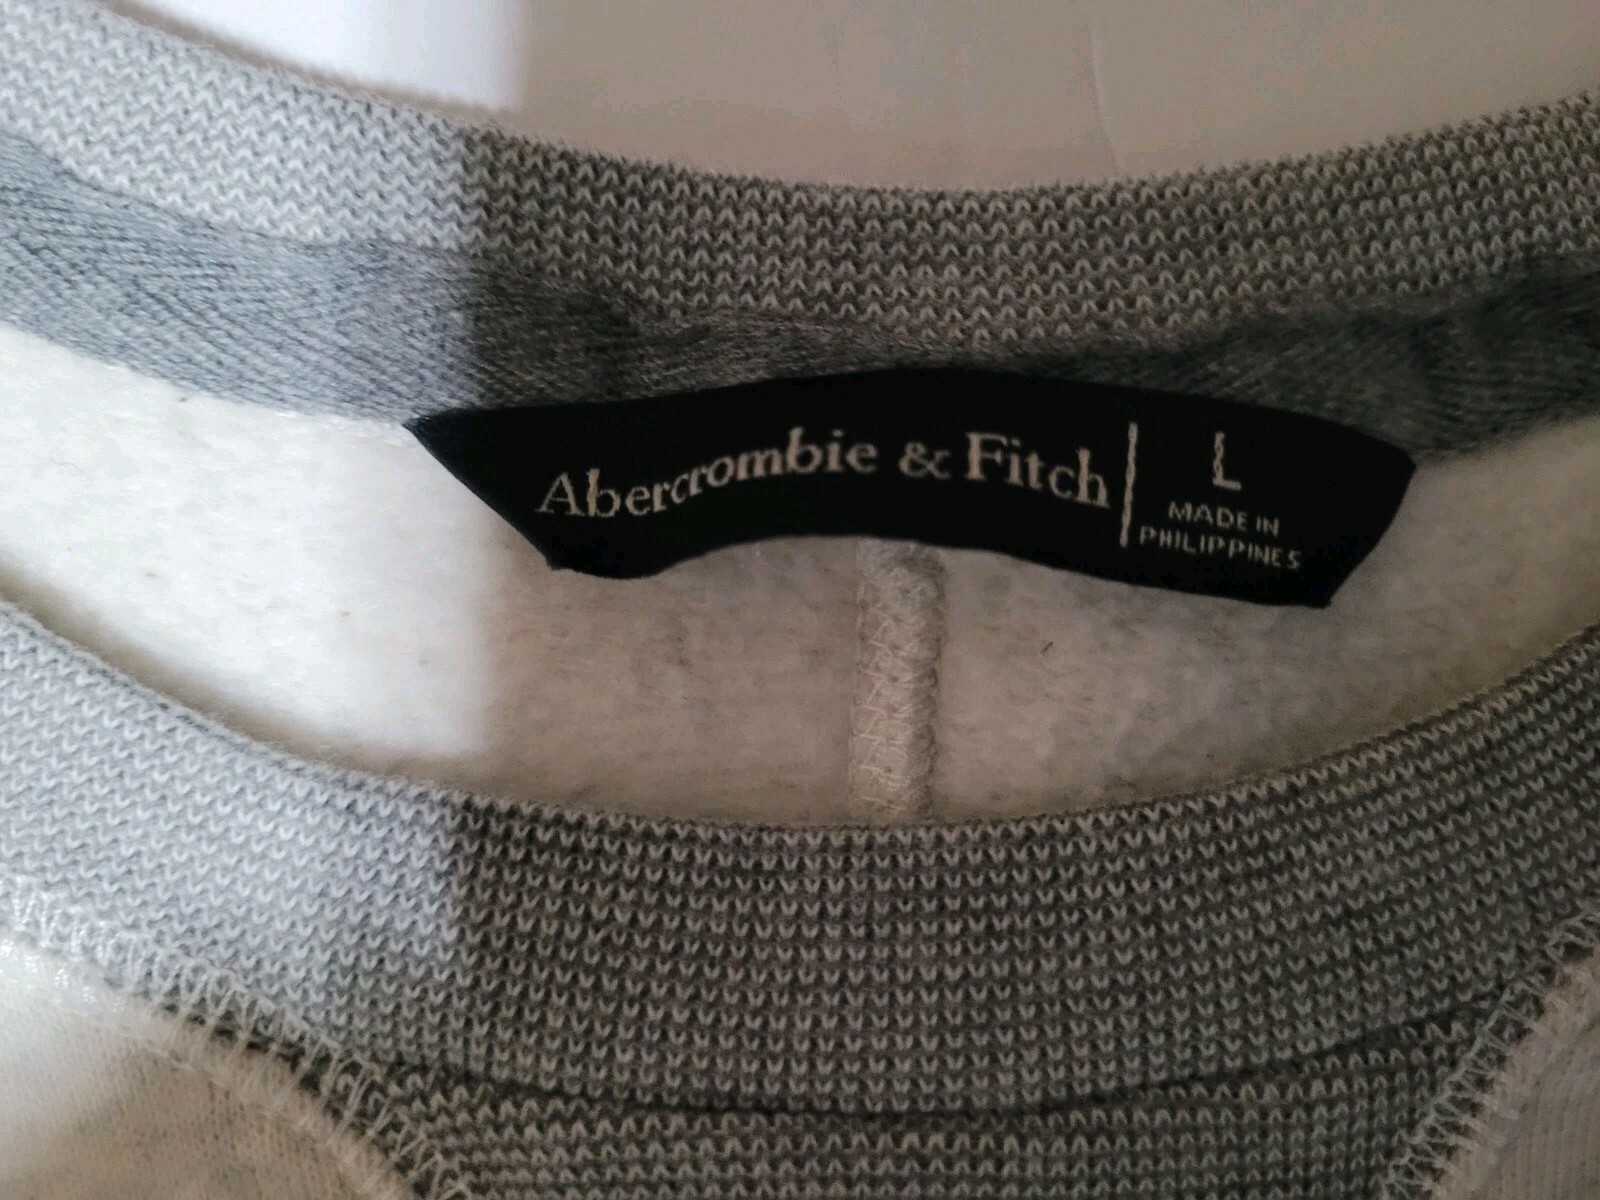 Abercrombie & Fitch
L
MADE IN
PHILIPPINES